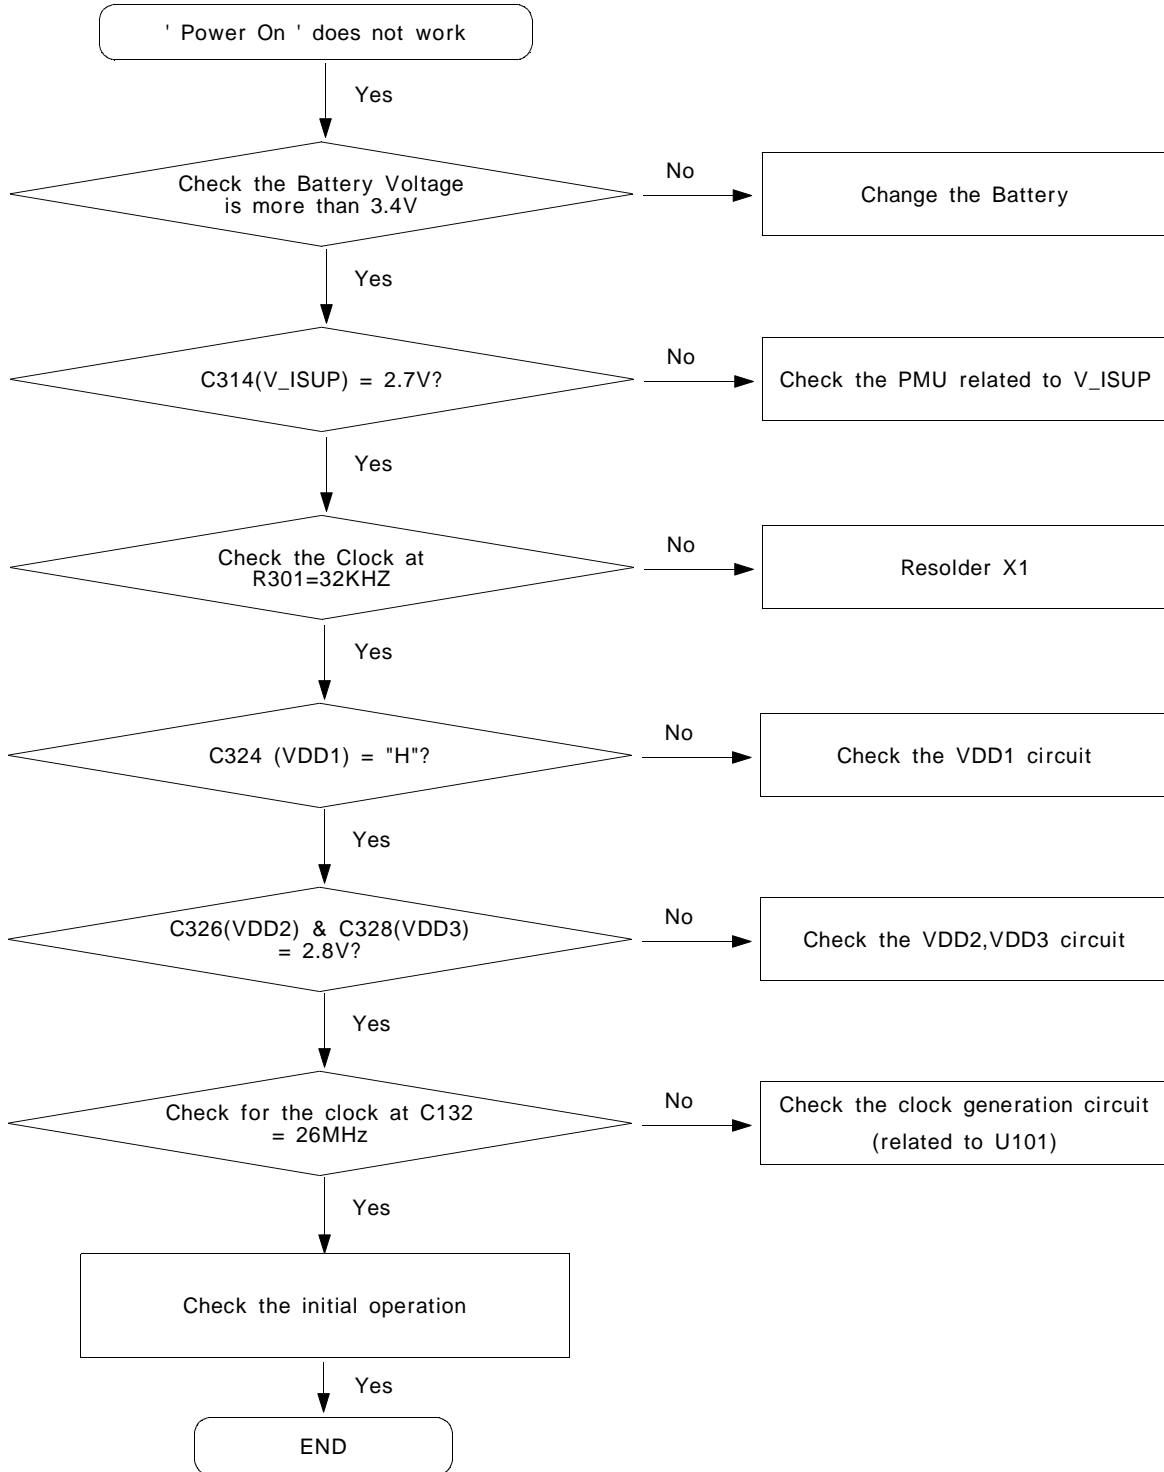 ' Power On ' does not work
Yes
Check the Battery Voltage
is more than 3.4V
No
Change the Battery
Yes
C314(V_ISUP) = 2.7V?
No
Check the PMU related to V_ISUP
Yes
Check the Clock at
R301=32KHZ
No
Resolder X1
Yes
C324 (VDD1) = "H"?
No
Check the VDD1 circuit
Yes
C326(VDD2) & C328(VDD3)
= 2.8V?
No
Check the VDD2,VDD3 circuit
Yes
Check for the clock at C132
= 26MHz
No
Check the clock generation circuit
(related to U101)
Yes
Check the initial operation
Yes
END